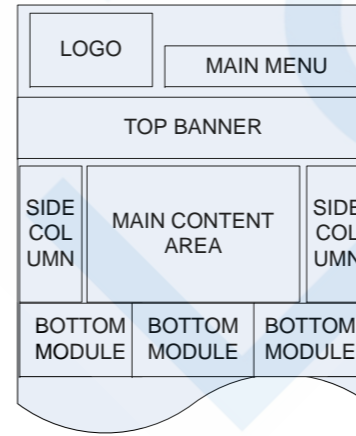 LOGO
MAIN MENU
TOP BANNER
SIDE
COL
UMN
MAIN CONTENT
AREA
SIDE
COL
UMN
BOTTOM
MODULE
BOTTOM
MODULE
BOTTOM
MODULE